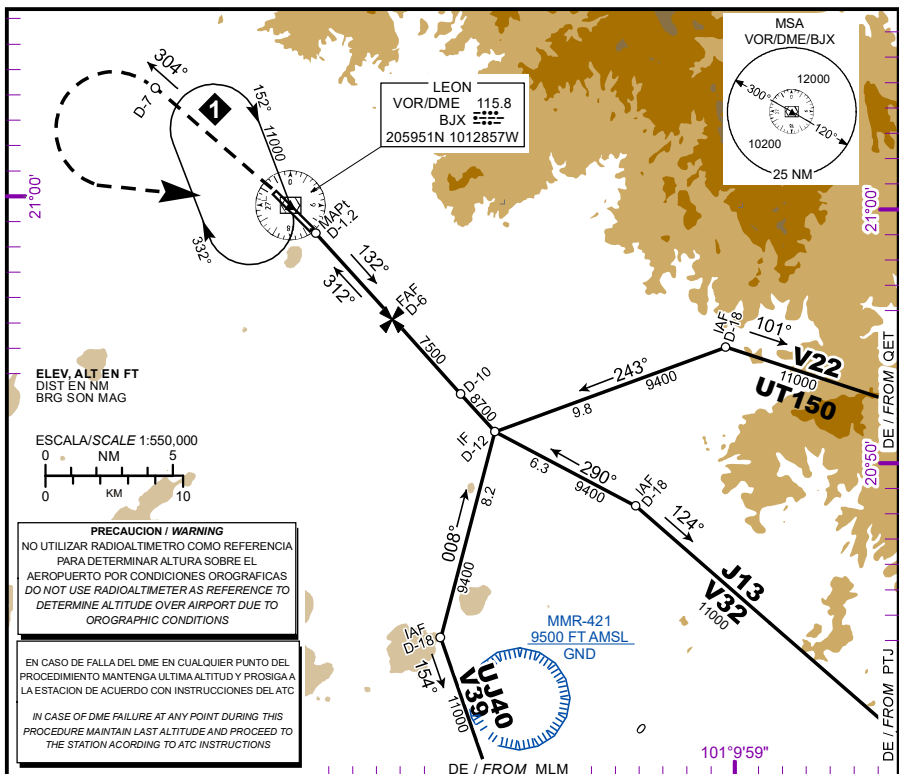 MSA
VOR/DME/BJX
12000
300°
120°
10200
25 NM
304°
D-7
1
152°
11000
332°
LEON
VOR/DME 115.8
BJX
205951N 1012857W
21°00'
21°00'
MAPt
D-1.2
132°
312°
FAF
D-6
7500
D-10
8700
IF
D-12
IAF
D-18
101°
V22
11000
UT150
DE / FROM QET
243°
9400
9.8
20°50'
290°
6.3
9400
IAF
D-18
124°
J13
V32
11000
DE / FROM PTJ
8.2
008°
9400
IAF
D-18
154°
11000
UJ40
V39
DE / FROM MLM
MMR-421
9500 FT AMSL
GND
0
101°9'59"
ELEV, ALT EN FT
DIST EN NM
BRG SON MAG
ESCALA/SCALE 1:550,000
0 NM 5
0 KM 10
PRECAUCION / WARNING
NO UTILIZAR RADIOALTIMETRO COMO REFERENCIA
PARA DETERMINAR ALTURA SOBRE EL
AEROPUERTO POR CONDICIONES OROGRAFICAS
DO NOT USE RADIOALTIMETER AS REFERENCE TO
DETERMINE ALTITUDE OVER AIRPORT DUE TO
OROGRAPHIC CONDITIONS
EN CASO DE FALLA DEL DME EN CUALQUIER PUNTO DEL
PROCEDIMIENTO MANTENGA ULTIMA ALTITUD Y PROSIGA A
LA ESTACION DE ACUERDO CON INSTRUCCIONES DEL ATC
IN CASE OF DME FAILURE AT ANY POINT DURING THIS
PROCEDURE MAINTAIN LAST ALTITUDE AND PROCEED TO
THE STATION ACORDING TO ATC INSTRUCTIONS